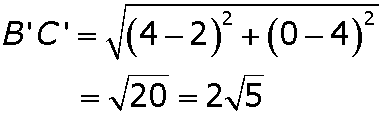 B'C' = √((4 − 2)² + (0 − 4)²)
= √20 = 2√5